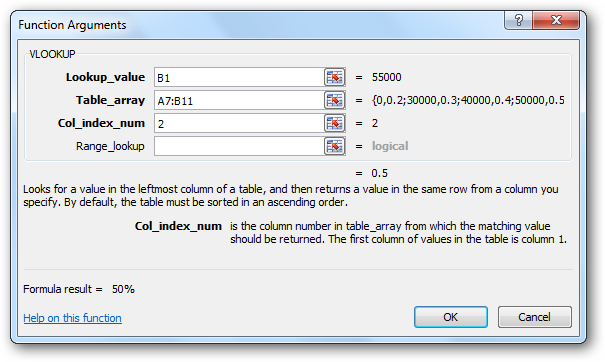 Function Arguments
VLOOKUP
Lookup_value B1 = 55000
Table_array A7:B11 = {0,0.2;30000,0.3;40000,0.4;50000,0.5
Col_index_num 2 = 2
Range_lookup = logical
= 0.5
Looks for a value in the leftmost column of a table, and then returns a value in the same row from a column you
specify. By default, the table must be sorted in an ascending order.
Col_index_num is the column number in table_array from which the matching value
should be returned. The first column of values in the table is column 1.
Formula result = 50%
Help on this function OK Cancel